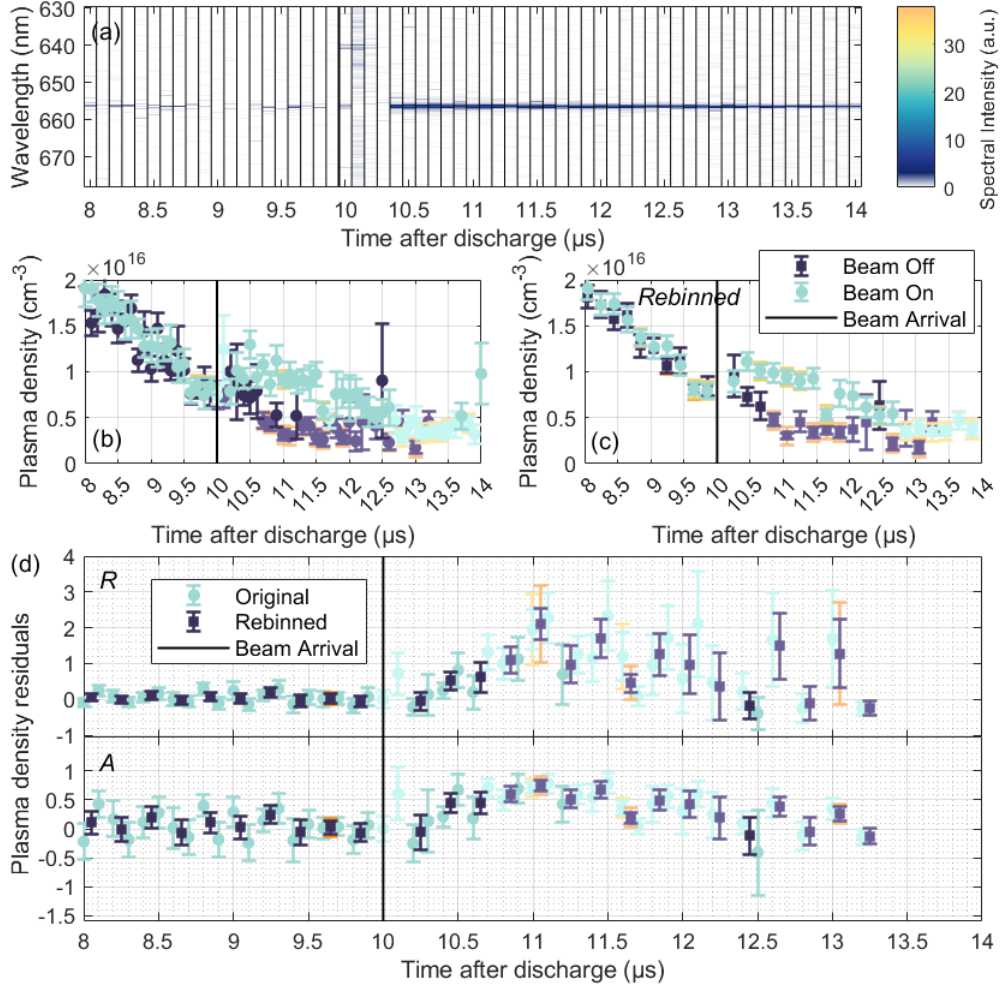 (a)
Wavelength (nm)
630
640
650
660
670
8 8.5 9 9.5 10 10.5 11 11.5 12 12.5 13 13.5 14
Time after discharge (µs)
30
20
10
0
Spectral Intensity (a.u.)
× 10^16
Plasma density (cm^-3)
2
1.5
1
0.5
0
(b)
8 8.5 9 9.5 10 10.5 11 11.5 12 12.5 13 13.5 14
Time after discharge (µs)
× 10^16
Plasma density (cm^-3)
2
1.5
1
0.5
0
Rebinned
(c)
Beam Off
Beam On
Beam Arrival
8 8.5 9 9.5 10 10.5 11 11.5 12 12.5 13 13.5 14
Time after discharge (µs)
(d)
Plasma density residuals
R
4
3
2
1
0
-1
Original
Rebinned
Beam Arrival
A
1
0.5
0
-0.5
-1
-1.5
8 8.5 9 9.5 10 10.5 11 11.5 12 12.5 13 13.5 14
Time after discharge (µs)